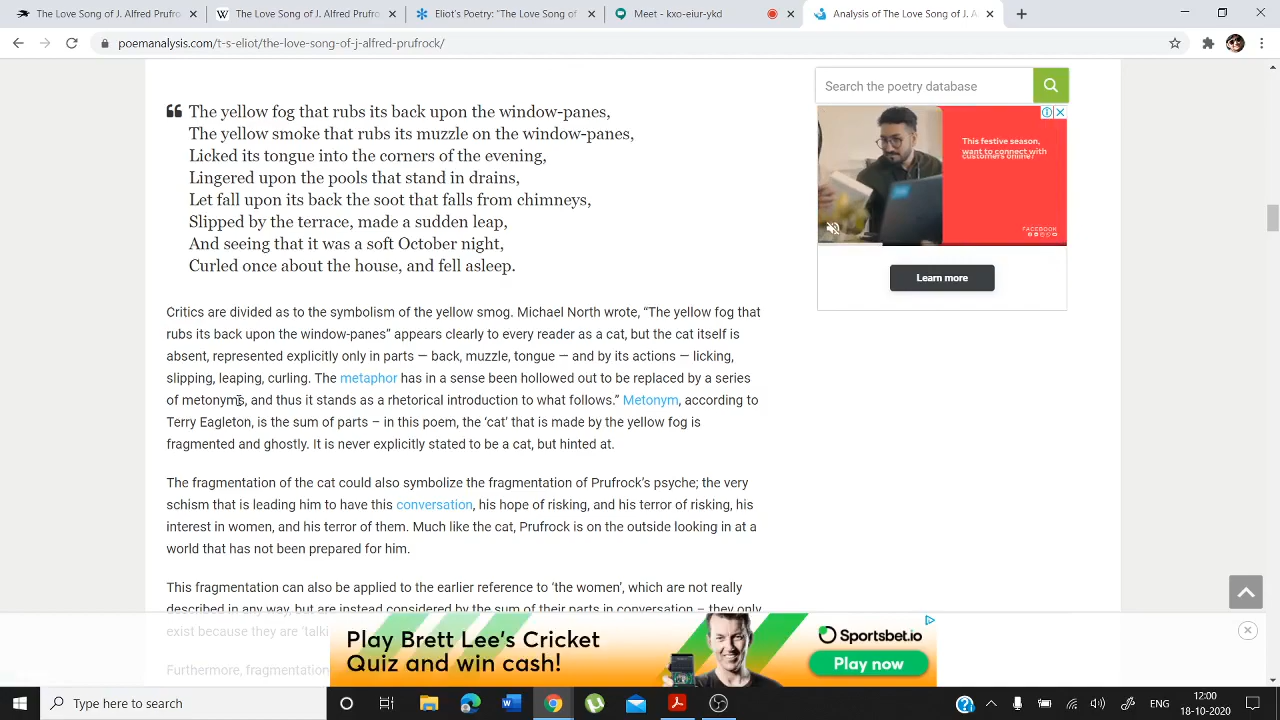 The Love Song of J. Alfred Prufro
The Love Song of J. Alfred Prufro
Eliot's Poetry: "The Love Song of
Meet - koi-eur-ykd
Analysis of The Love Song of J. A
poemanalysis.com/t-s-eliot/the-love-song-of-j-alfred-prufrock/
Search the poetry database
The yellow fog that rubs its back upon the window-panes,
The yellow smoke that rubs its muzzle on the window-panes,
Licked its tongue into the corners of the evening,
Lingered upon the pools that stand in drains,
Let fall upon its back the soot that falls from chimneys,
Slipped by the terrace, made a sudden leap,
And seeing that it was a soft October night,
Curled once about the house, and fell asleep.
This festive season,
want to connect with
customers online?
FACEBOOK
Learn more
Critics are divided as to the symbolism of the yellow smog. Michael North wrote, “The yellow fog that
rubs its back upon the window-panes” appears clearly to every reader as a cat, but the cat itself is
absent, represented explicitly only in parts — back, muzzle, tongue — and by its actions — licking,
slipping, leaping, curling. The metaphor has in a sense been hollowed out to be replaced by a series
of metonyms, and thus it stands as a rhetorical introduction to what follows.” Metonym, according to
Terry Eagleton, is the sum of parts – in this poem, the ‘cat’ that is made by the yellow fog is
fragmented and ghostly. It is never explicitly stated to be a cat, but hinted at.
The fragmentation of the cat could also symbolize the fragmentation of Prufrock’s psyche; the very
schism that is leading him to have this conversation, his hope of risking, and his terror of risking, his
interest in women, and his terror of them. Much like the cat, Prufrock is on the outside looking in at a
world that has not been prepared for him.
This fragmentation can also be applied to the earlier reference to ‘the women’, which are not really
described in any way, but are instead considered by the sum of their parts in conversation – they only
exist because they are ‘talki
Furthermore, fragmentation
Play Brett Lee's Cricket
Quiz and win cash!
Sportsbet.io
Play now
Type here to search
ENG
12:00
18-10-2020